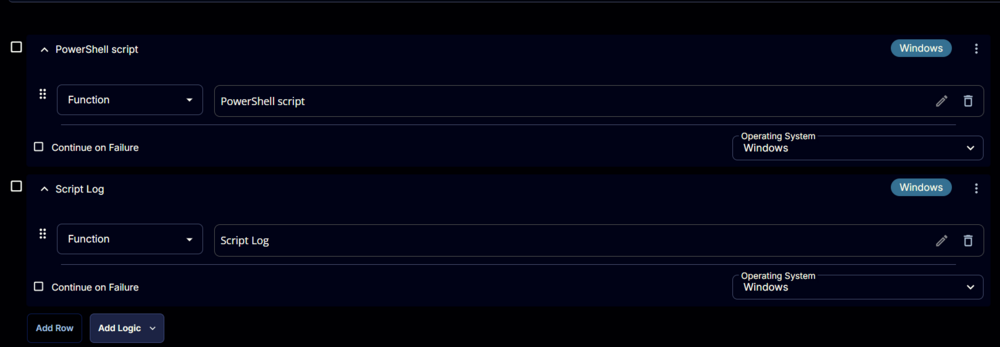 PowerShell script
Windows
Function
PowerShell script
Continue on Failure
Operating System
Windows
Script Log
Windows
Function
Script Log
Continue on Failure
Operating System
Windows
Add Row
Add Logic